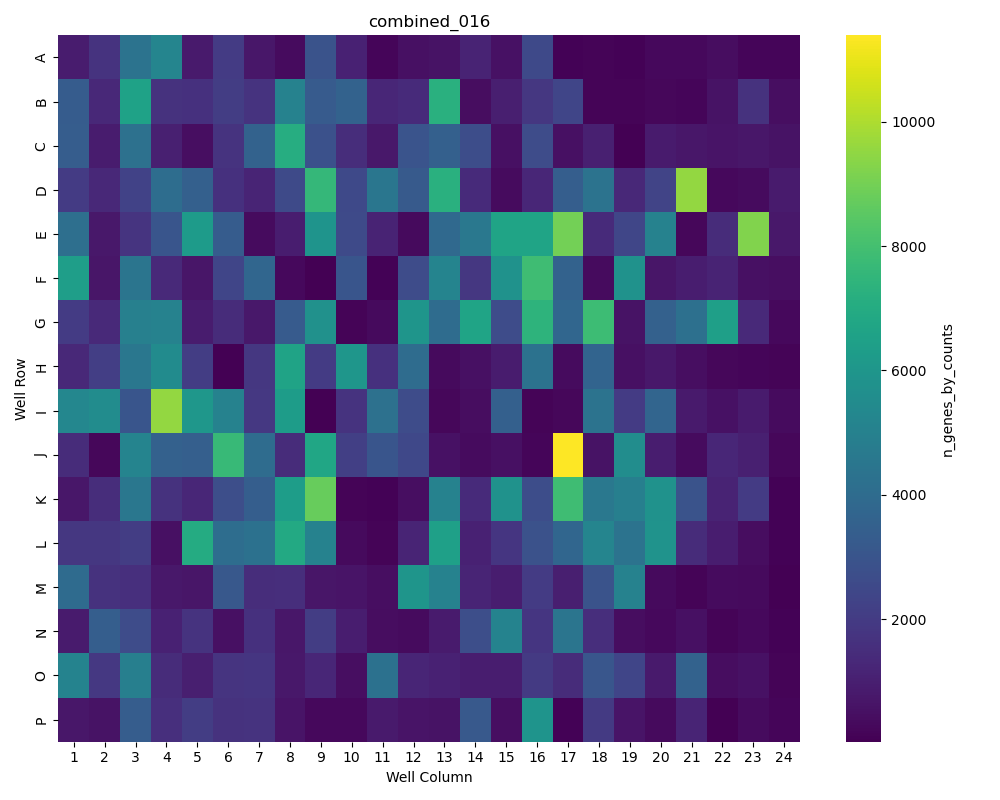 combined_016
A
B
C
D
E
F
G
H
I
J
K
L
M
N
O
P
Well Row
1 2 3 4 5 6 7 8 9 10 11 12 13 14 15 16 17 18 19 20 21 22 23 24
Well Column
10000
8000
6000
4000
2000
n_genes_by_counts